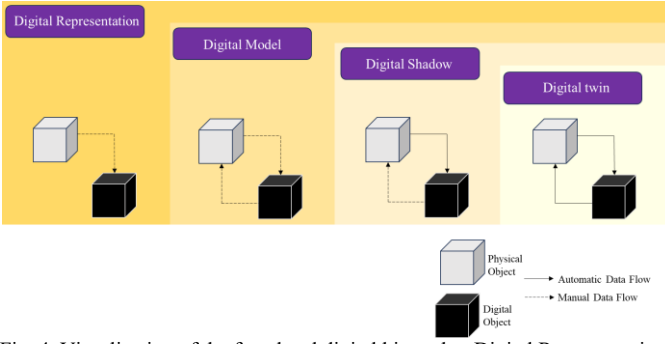 Digital Representation
Digital Model
Digital Shadow
Digital twin
Physical
Object
Automatic Data Flow
Manual Data Flow
Digital
Object